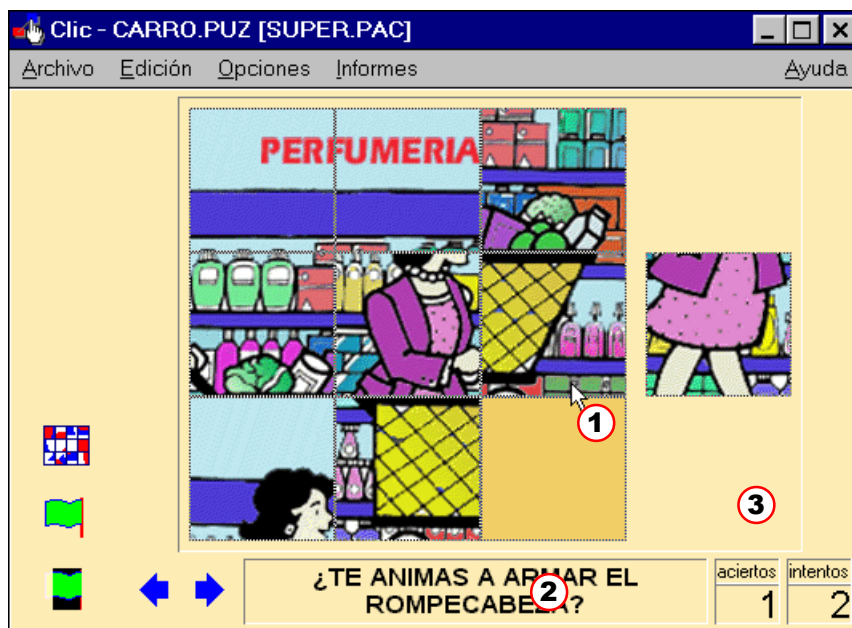 Clic - CARRO.PUZ [SUPER.PAC]
Archivo Edición Opciones Informes Ayuda
PERFUMERIA
1
3
¿TE ANIMAS A ARMAR EL
ROMPECABEZA?
2
aciertos intentos
1 2